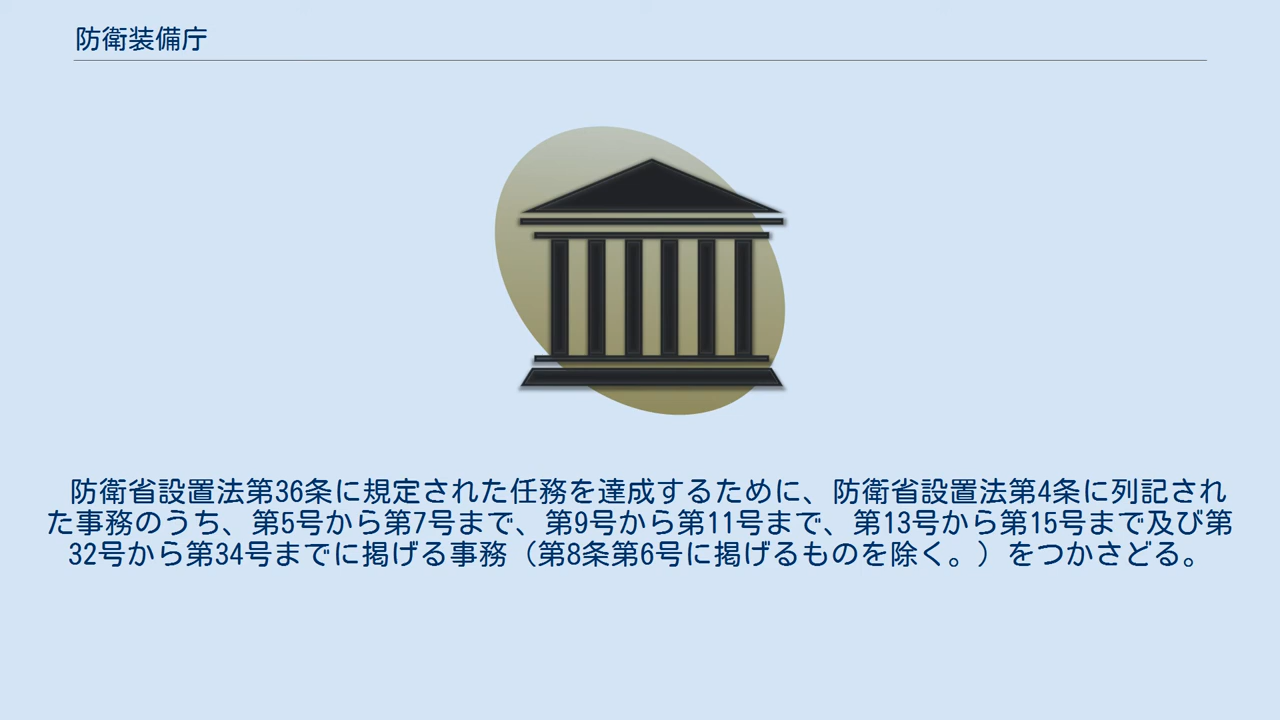 防衛装備庁
防衛省設置法第36条に規定された任務を達成するために、防衛省設置法第4条に列記され
た事務のうち、第5号から第7号まで、第9号から第11号まで、第13号から第15号まで及び第
32号から第34号までに掲げる事務（第8条第6号に掲げるものを除く。）をつかさどる。